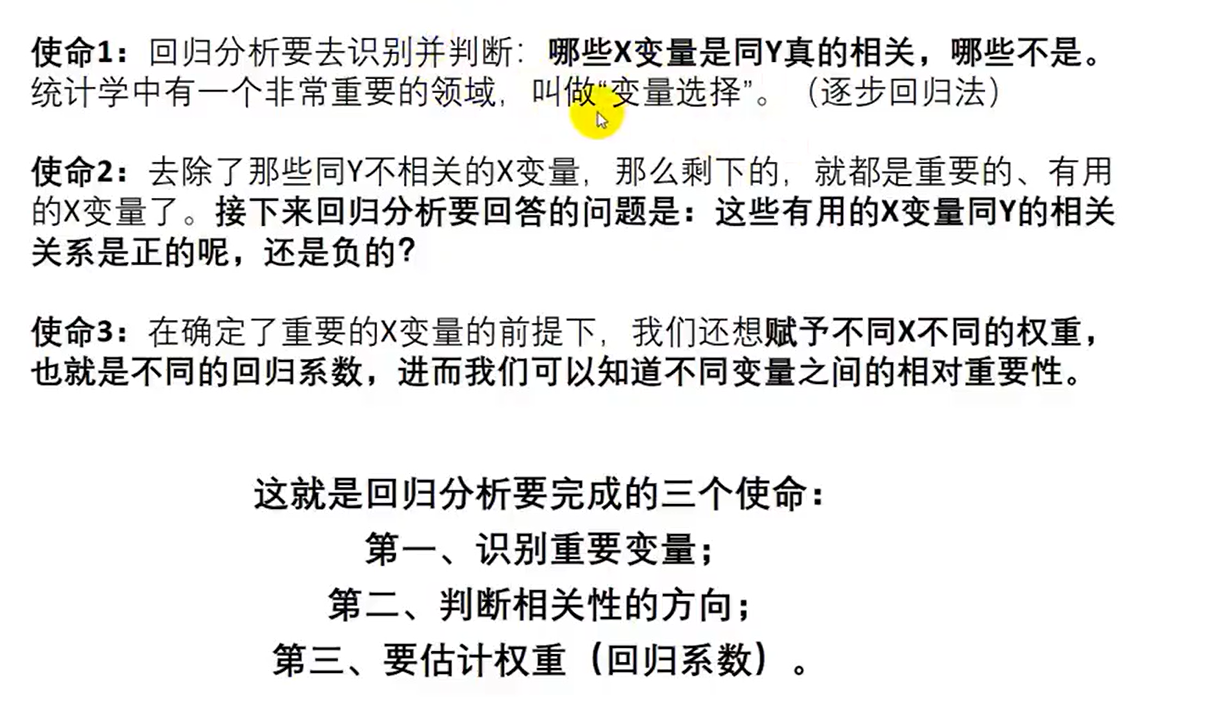 使命1：回归分析要去识别并判断：哪些X变量是同Y真的相关，哪些不是。
统计学中有一个非常重要的领域，叫做“变量选择”。（逐步回归法）
使命2：去除了那些同Y不相关的X变量，那么剩下的，就都是重要的、有用
的X变量了。接下来回归分析要回答的问题是：这些有用的X变量同Y的相关
关系是正的呢，还是负的？
使命3：在确定了重要的X变量的前提下，我们还想赋予不同X不同的权重，
也就是不同的回归系数，进而我们可以知道不同变量之间的相对重要性。
这就是回归分析要完成的三个使命：
第一、识别重要变量；
第二、判断相关性的方向；
第三、要估计权重（回归系数）。